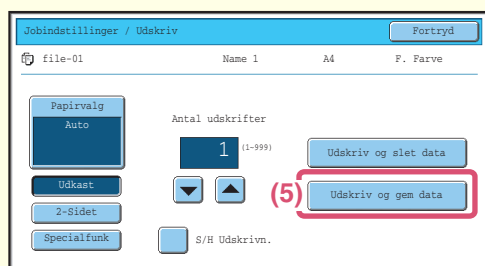 Jobindstillinger / Udskriv
Fortryd
file-01 Name 1 A4 F. Farve
Papirvalg
Auto
Antal udskrifter
1 (1-999)
Udskriv og slet data
Udkast
(5) Udskriv og gem data
2-Sidet
Specialfunk
S/H Udskrivn.